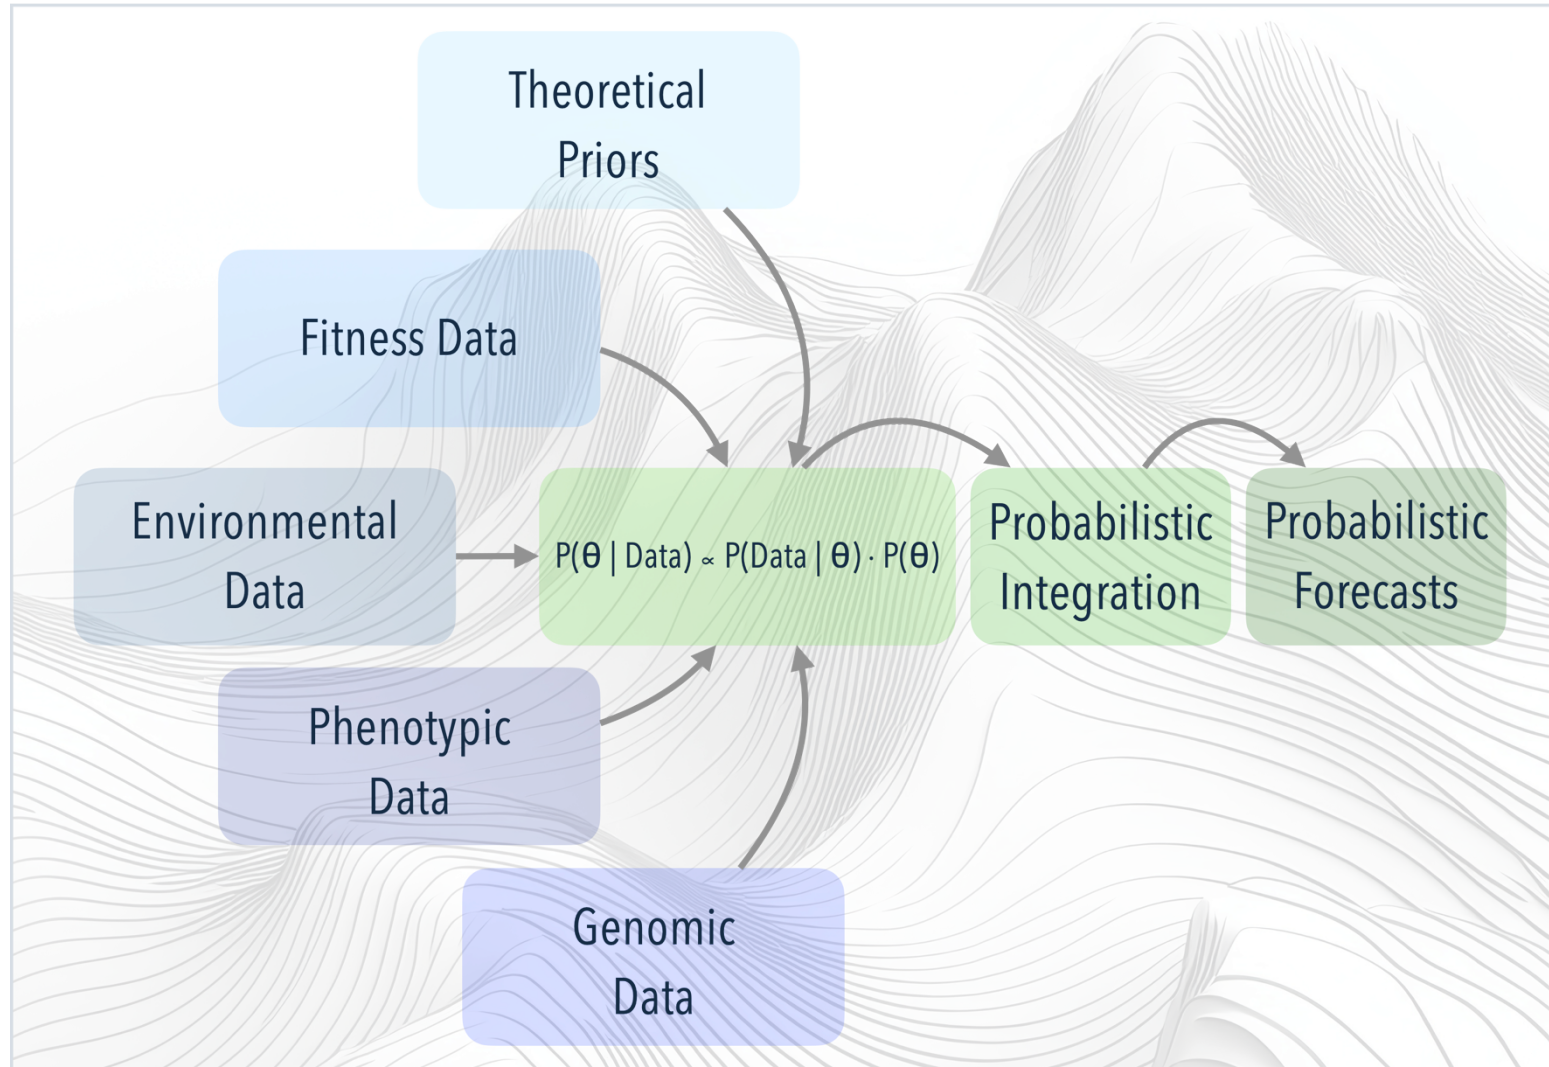 Theoretical
Priors
Fitness Data
Environmental
Data
P(θ | Data) ∝ P(Data | θ) · P(θ)
Probabilistic
Integration
Probabilistic
Forecasts
Phenotypic
Data
Genomic
Data